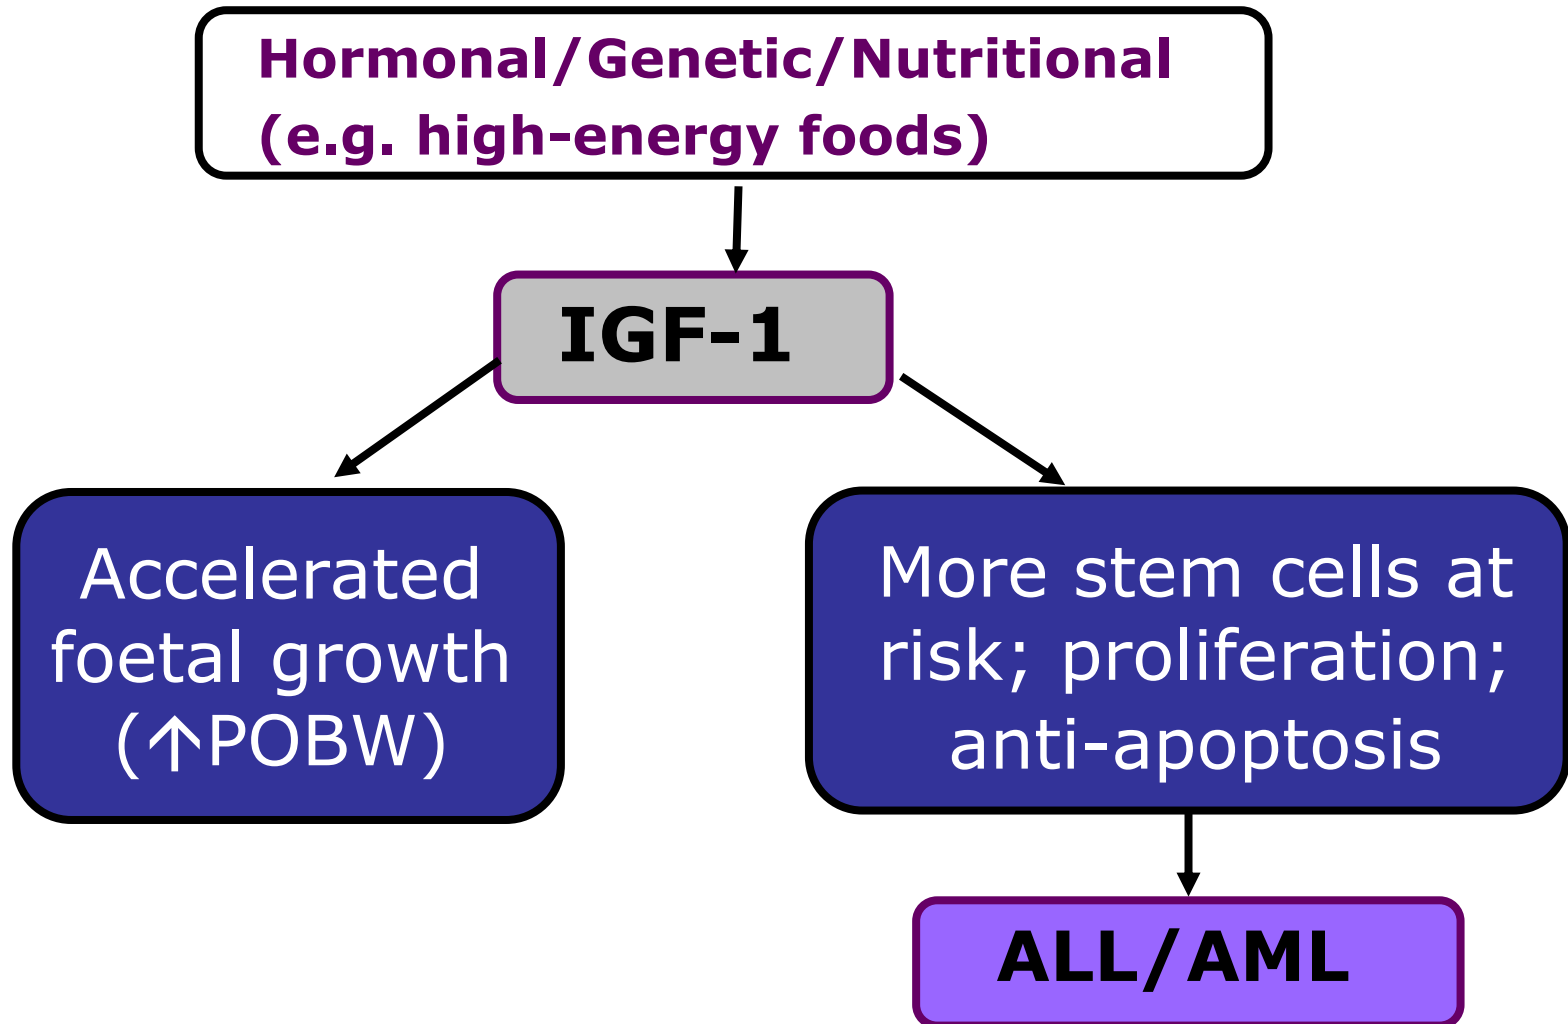 Hormonal/Genetic/Nutritional
(e.g. high-energy foods)
IGF-1
Accelerated
foetal growth
(↑POBW)
More stem cells at
risk; proliferation;
anti-apoptosis
ALL/AML